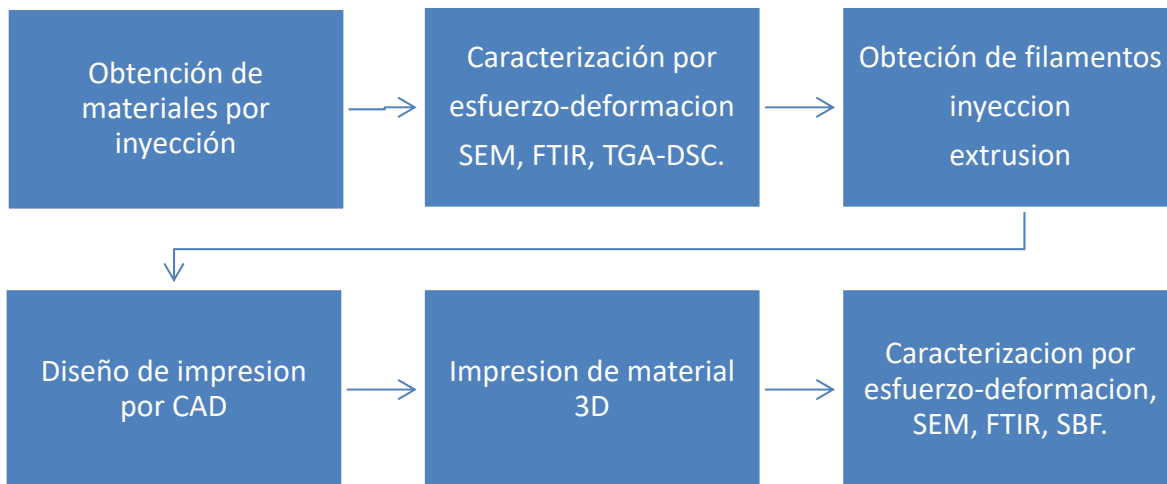 Obtención de
materiales por
inyección
Caracterización por
esfuerzo-deformacion
SEM, FTIR, TGA-DSC.
Obteción de filamentos
inyeccion
extrusion
Diseño de impresion
por CAD
Impresion de material
3D
Caracterizacion por
esfuerzo-deformacion,
SEM, FTIR, SBF.